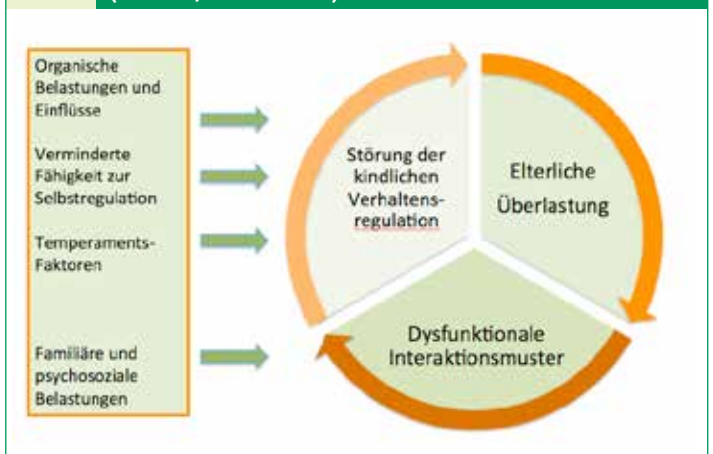 Organische
Belastungen und
Einflüsse
Verminderte
Fähigkeit zur
Selbstregulation
Temperaments-
Faktoren
Familiäre und
psychosoziale
Belastungen
Störung der
kindlichen
Verhaltens-
regulation
Elterliche
Überlastung
Dysfunktionale
Interaktionsmuster